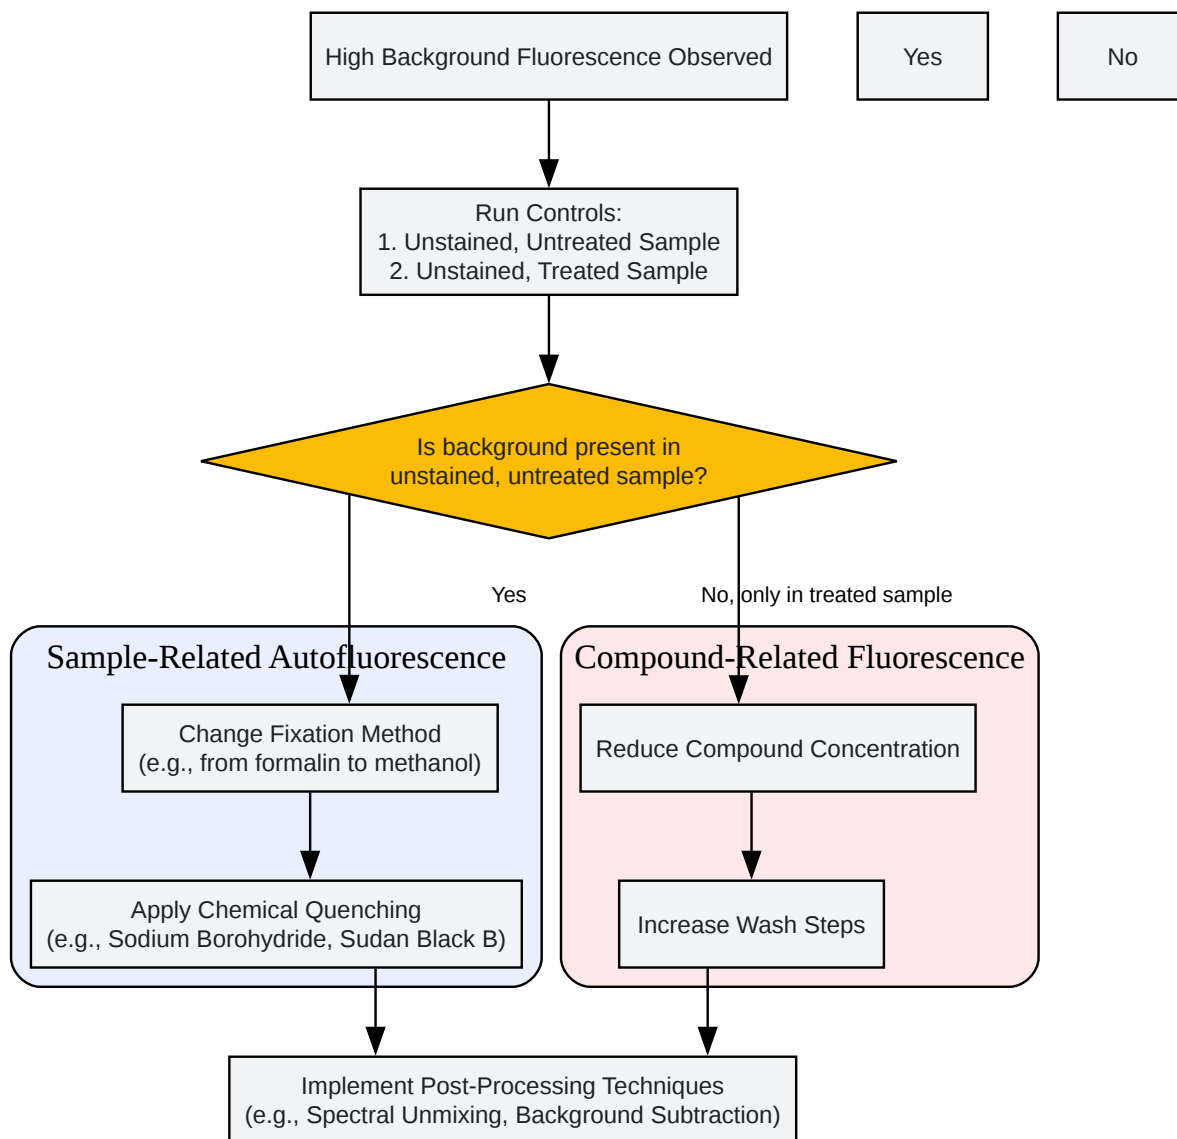 High Background Fluorescence Observed
Yes
No
Run Controls:
1. Unstained, Untreated Sample
2. Unstained, Treated Sample
Is background present in
unstained, untreated sample?
Yes
No, only in treated sample
Sample-Related Autofluorescence
Compound-Related Fluorescence
Change Fixation Method
(e.g., from formalin to methanol)
Reduce Compound Concentration
Apply Chemical Quenching
(e.g., Sodium Borohydride, Sudan Black B)
Increase Wash Steps
Implement Post-Processing Techniques
(e.g., Spectral Unmixing, Background Subtraction)